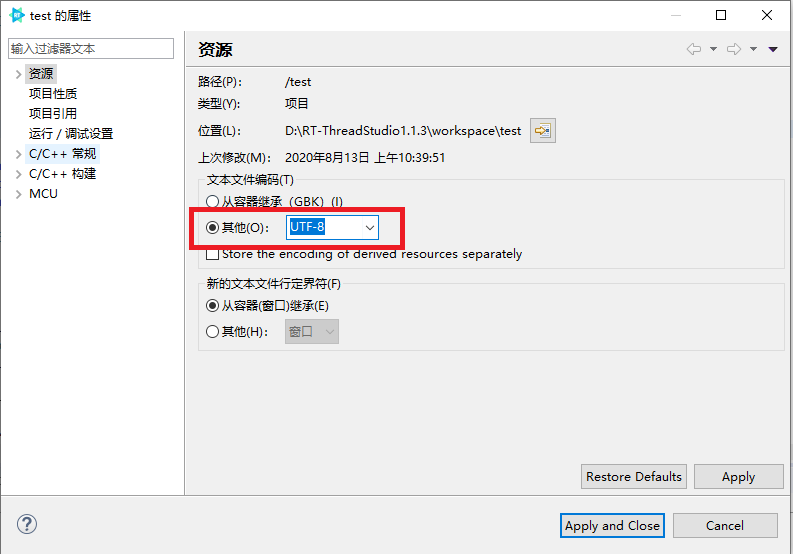 test 的属性
输入过滤器文本
资源
项目性质
项目引用
运行 / 调试设置
C/C++ 常规
C/C++ 构建
MCU
资源
路径(P): /test
类型(Y): 项目
位置(L): D:\RT-ThreadStudio1.1.3\workspace\test
上次修改(M): 2020年8月13日 上午10:39:51
文本文件编码(T)
从容器继承（GBK）(I)
其他(O): UTF-8
Store the encoding of derived resources separately
新的文本文件行定界符(F)
从容器(窗口)继承(E)
其他(H): 窗口
Restore Defaults Apply
? Apply and Close Cancel